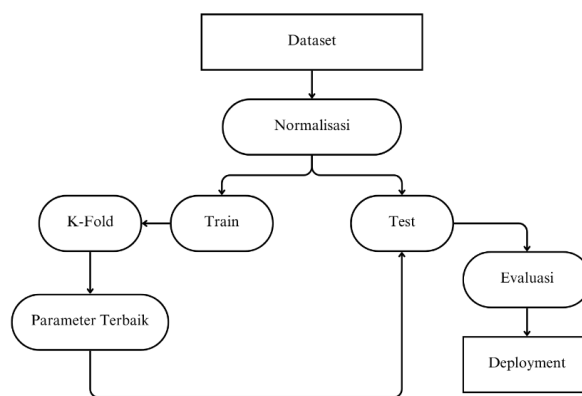 Dataset
Normalisasi
K-Fold
Train
Test
Evaluasi
Parameter Terbaik
Deployment